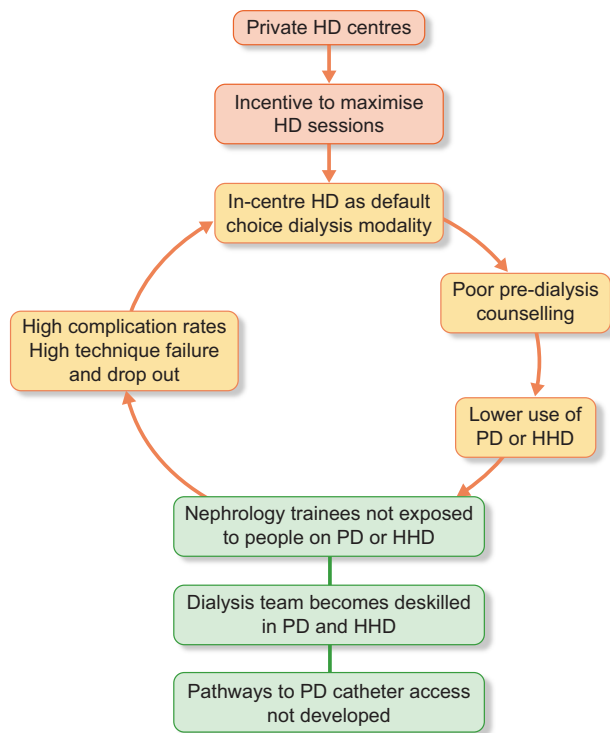 Private HD centres
Incentive to maximise
HD sessions
In-centre HD as default
choice dialysis modality
Poor pre-dialysis
counselling
High complication rates
High technique failure
and drop out
Lower use of
PD or HHD
Nephrology trainees not exposed
to people on PD or HHD
Dialysis team becomes deskilled
in PD and HHD
Pathways to PD catheter access
not developed